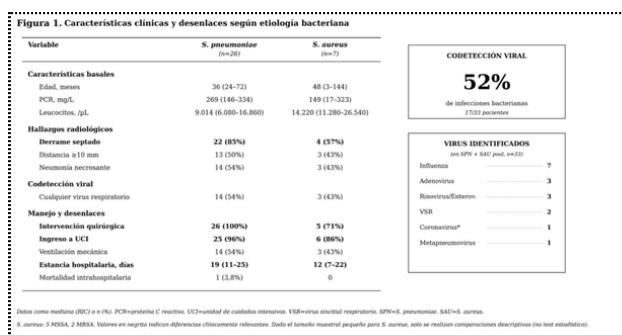 Figura 1. Características clínicas y desenlaces según etiología bacteriana
Variable S. pneumoniae S. aureus
(n=26) (n=7)
Características basales
Edad, meses 36 (24–72) 48 (3–144)
PCR, mg/L 269 (146–334) 149 (17–323)
Leucocitos, /µL 9.014 (6.080–16.860) 14.220 (11.280–26.540)
Hallazgos radiológicos
Derrame septado 22 (85%) 4 (57%)
Distancia ≥10 mm 13 (50%) 3 (43%)
Neumonía necrosante 14 (54%) 3 (43%)
Codetección viral
Cualquier virus respiratorio 14 (54%) 3 (43%)
Manejo y desenlaces
Intervención quirúrgica 26 (100%) 5 (71%)
Ingreso a UCI 25 (96%) 6 (86%)
Ventilación mecánica 14 (54%) 3 (43%)
Estancia hospitalaria, días 19 (11–25) 12 (7–22)
Mortalidad intrahospitalaria 1 (3,8%) 0
CODETECCIÓN VIRAL
52%
de infecciones bacterianas
17/33 pacientes
VIRUS IDENTIFICADOS
(en SPN + SAU pool, n=33)
Influenza 7
Adenovirus 3
Rinovirus/Enterov. 3
VSR 2
Coronavirus* 1
Metapneumovirus 1
Datos como mediana (RIC) o n (%). PCR=proteína C reactiva. UCI=unidad de cuidados intensivos. VSR=virus sincitial respiratorio. SPN=S. pneumoniae. SAU=S. aureus.
S. aureus: 5 MSSA, 2 MRSA. Valores en negrita indican diferencias clínicamente relevantes. Dado el tamaño muestral pequeño para S. aureus, solo se realizan comparaciones descriptivas (no test estadístico).